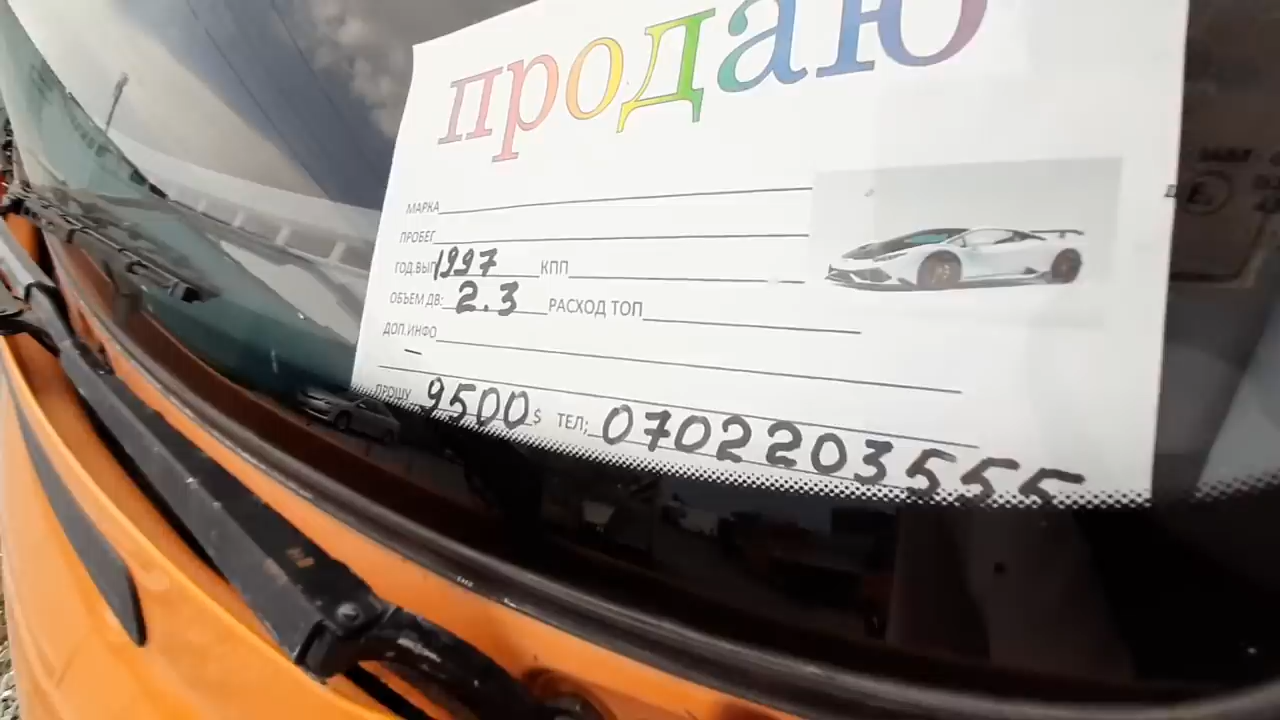 продаю
МАРКА
ПРОБЕГ
ГОД.ВЫП 1997 КПП
ОБЪЕМ ДВ: 2.3 РАСХОД ТОП
ДОП.ИНФО
ПРОШУ 9500 $ ТЕЛ; 0702203555